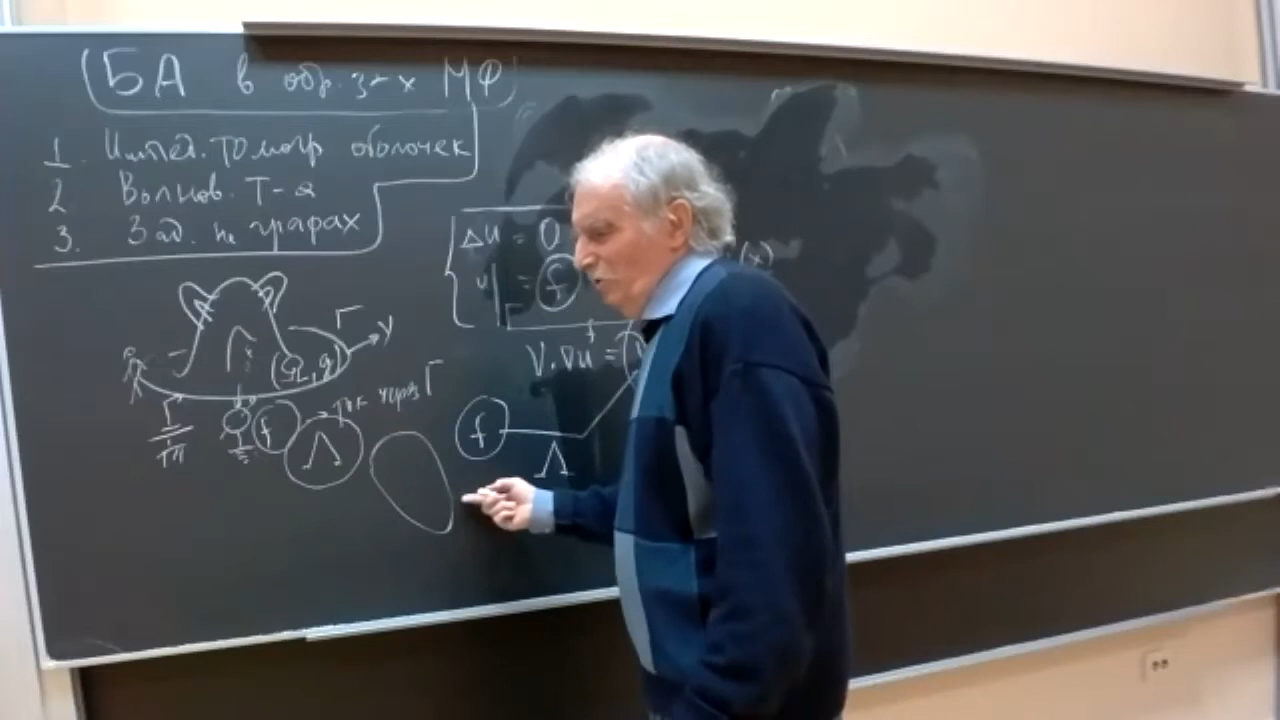 БА в обр. з-х МФ
1. Импед. томогр оболочек
2. Волнов. Т-а
3. Зад. на графах
Δu = 0
u|Γ = f
(x)
Γ
ν
(Ω, g)
ν·∇u^f =
ток через Γ
f
Λ
f
Λ